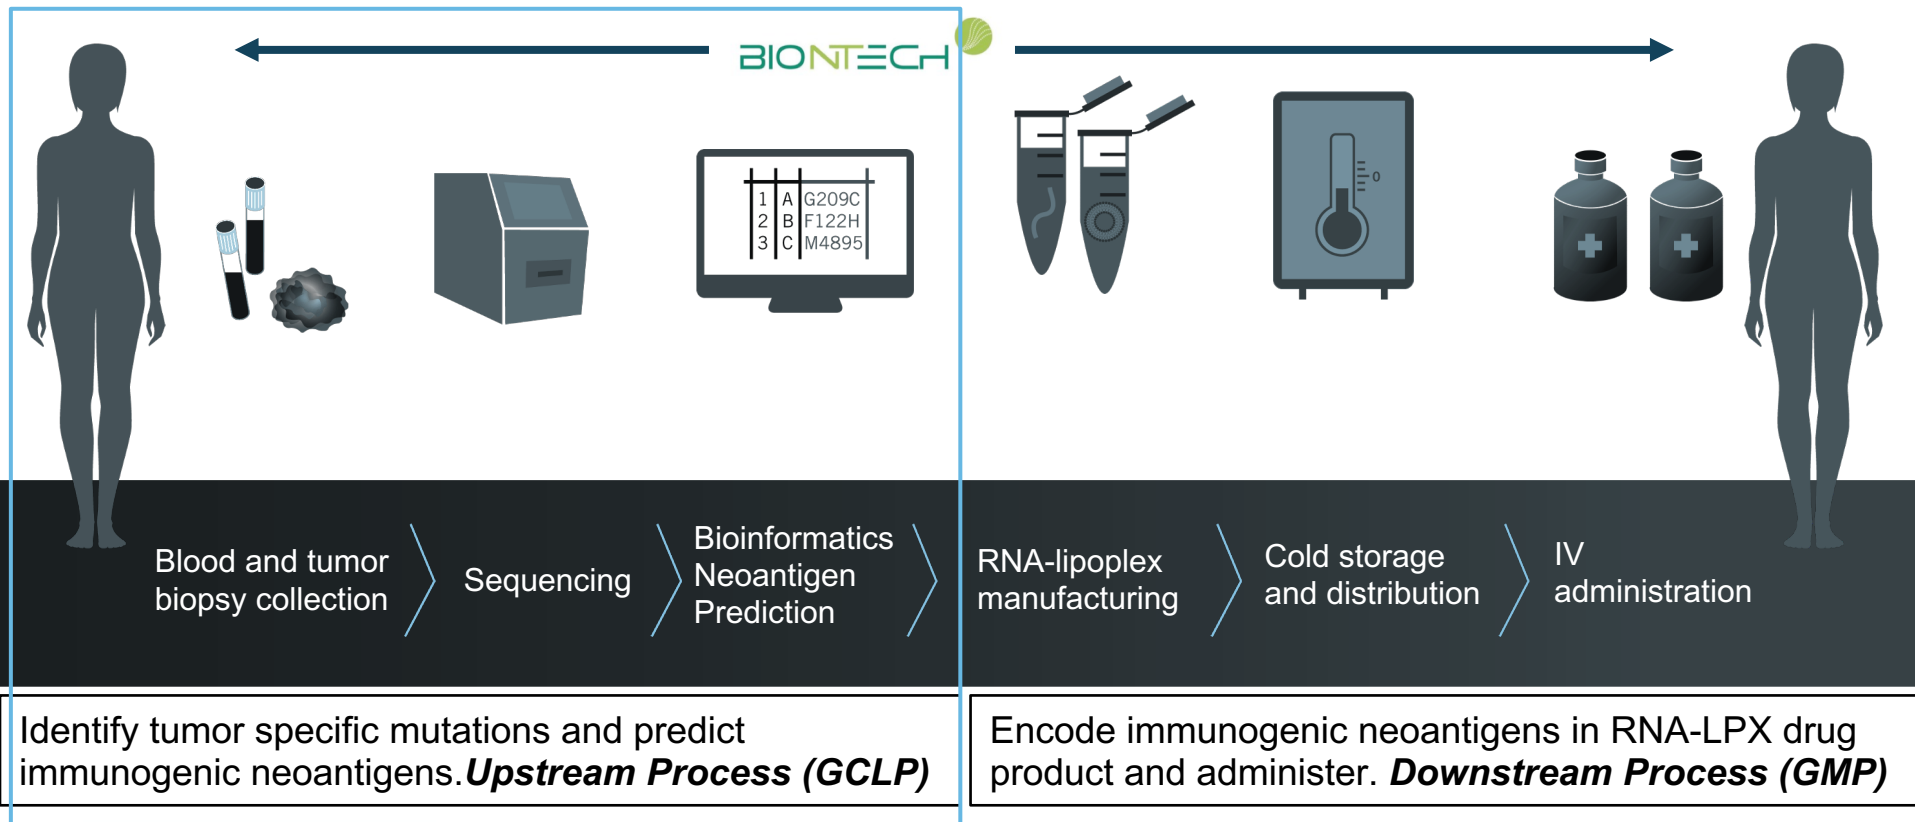 BIONTECH
1 A G209C
2 B F122H
3 C M4895
0
Blood and tumor
biopsy collection
Sequencing
Bioinformatics
Neoantigen
Prediction
RNA-lipoplex
manufacturing
Cold storage
and distribution
IV
administration
Identify tumor specific mutations and predict
immunogenic neoantigens.Upstream Process (GCLP)
Encode immunogenic neoantigens in RNA-LPX drug
product and administer. Downstream Process (GMP)